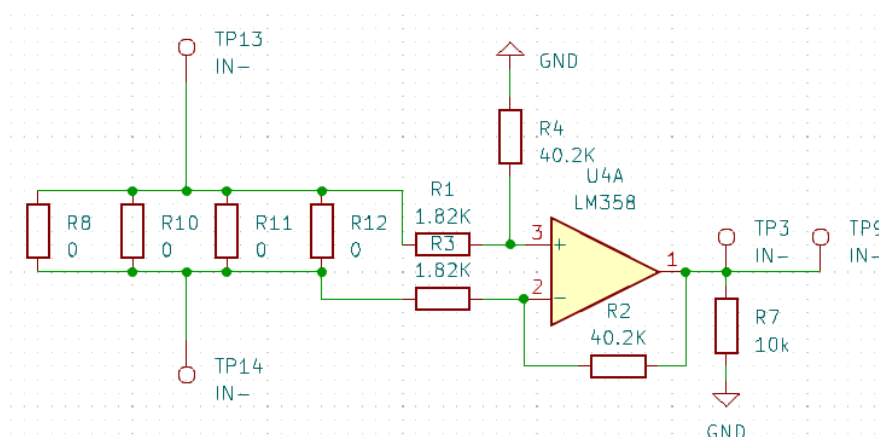 TP13
IN-
GND
R4
40.2K
U4A
LM358
R1
1.82K
R3
1.82K
R8
0
R10
0
R11
0
R12
0
3
+
2
-
1
TP3
IN-
TP9
IN-
R2
40.2K
R7
10k
TP14
IN-
GND